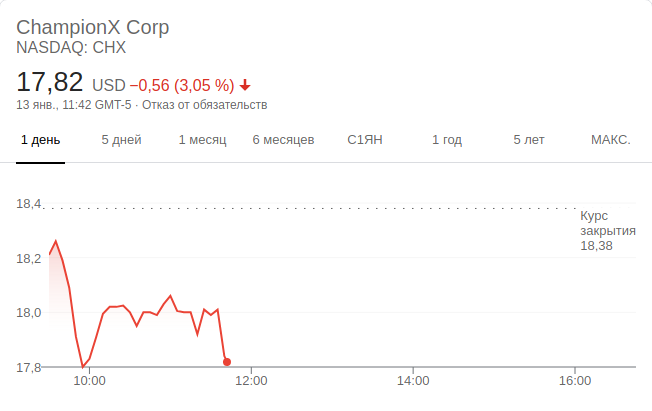 ChampionX Corp
NASDAQ: CHX
17,82 USD −0,56 (3,05 %)
13 янв., 11:42 GMT-5 · Отказ от обязательств
1 день 5 дней 1 месяц 6 месяцев С1ЯН 1 год 5 лет МАКС.
18,4
Курс
закрытия
18,38
18,2
18,0
17,8
10:00 12:00 14:00 16:00